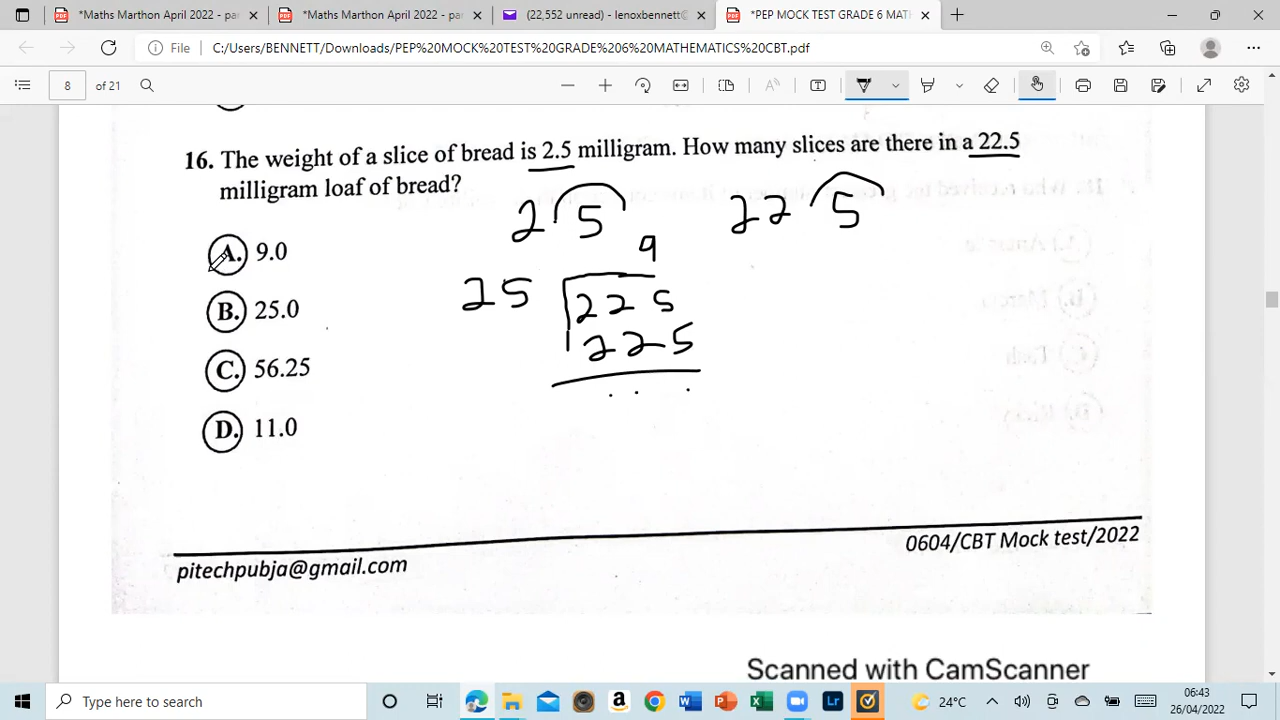 *Maths Marthon April 2022 - pa
*Maths Marthon April 2022 - pa
(22,552 unread) - lenoxbennett@
*PEP MOCK TEST GRADE 6 MATH
File
C:/Users/BENNETT/Downloads/PEP%20MOCK%20TEST%20GRADE%206%20MATHEMATICS%20CBT.pdf
8 of 21
16. The weight of a slice of bread is 2.5 milligram. How many slices are there in a 22.5
milligram loaf of bread?
2 5 22 5
9
A. 9.0
25 225
B. 25.0
225
C. 56.25
D. 11.0
0604/CBT Mock test/2022
pitechpubja@gmail.com
Scanned with CamScanner
Type here to search
24°C
06:43
26/04/2022